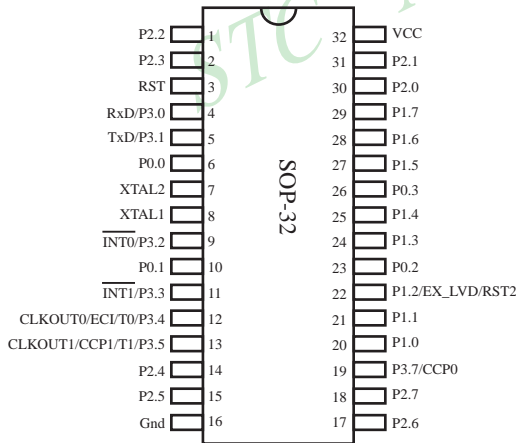 STC
P2.2 1 32 VCC
P2.3 2 31 P2.1
RST 3 30 P2.0
RxD/P3.0 4 29 P1.7
TxD/P3.1 5 28 P1.6
P0.0 6 27 P1.5
XTAL2 7 26 P0.3
XTAL1 8 25 P1.4
INT0/P3.2 9 24 P1.3
P0.1 10 23 P0.2
INT1/P3.3 11 22 P1.2/EX_LVD/RST2
CLKOUT0/ECI/T0/P3.4 12 21 P1.1
CLKOUT1/CCP1/T1/P3.5 13 20 P1.0
P2.4 14 19 P3.7/CCP0
P2.5 15 18 P2.7
Gnd 16 17 P2.6
SOP-32